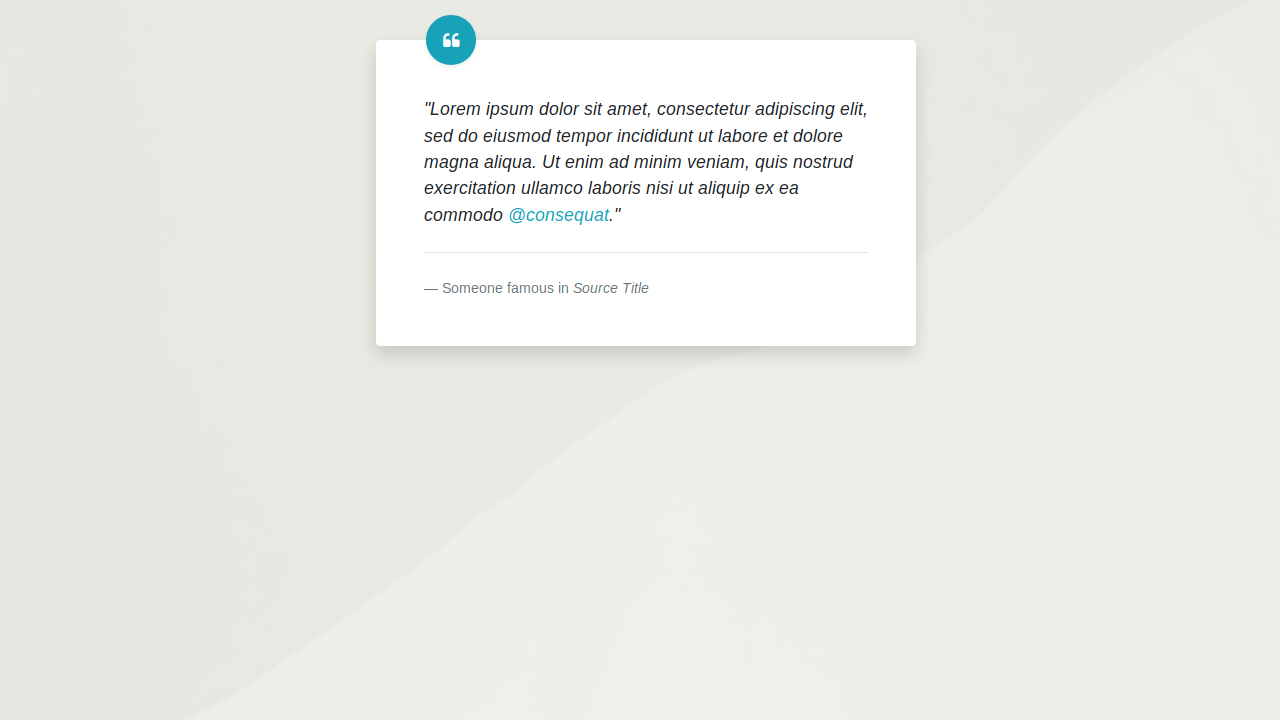 "Lorem ipsum dolor sit amet, consectetur adipiscing elit,
sed do eiusmod tempor incididunt ut labore et dolore
magna aliqua. Ut enim ad minim veniam, quis nostrud
exercitation ullamco laboris nisi ut aliquip ex ea
commodo @consequat."
— Someone famous in Source Title